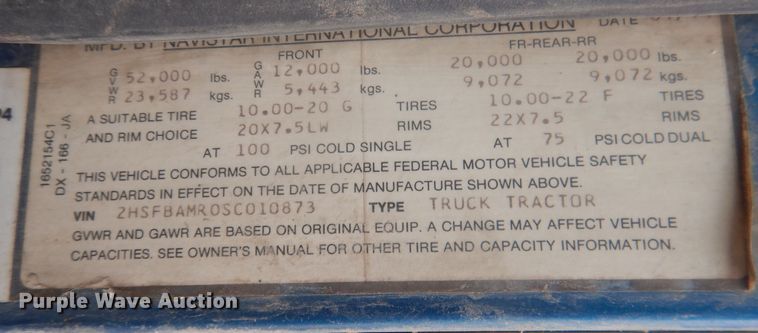 MFD. BY NAVISTAR INTERNATIONAL CORPORATION DATE
FRONT FR-REAR-RR
GVWR 52,000 lbs. GAWR 12,000 lbs. 20,000 20,000 lbs.
23,587 kgs. 5,443 kgs. 9,072 9,072 kgs.
A SUITABLE TIRE 10.00-20 G TIRES 10.00-22 F TIRES
AND RIM CHOICE 20X7.5LW RIMS 22X7.5 RIMS
AT 100 PSI COLD SINGLE AT 75 PSI COLD DUAL
THIS VEHICLE CONFORMS TO ALL APPLICABLE FEDERAL MOTOR VEHICLE SAFETY
STANDARDS IN EFFECT ON THE DATE OF MANUFACTURE SHOWN ABOVE.
VIN 2HSFBAMR0SC010873 TYPE TRUCK TRACTOR
GVWR AND GAWR ARE BASED ON ORIGINAL EQUIP. A CHANGE MAY AFFECT VEHICLE
CAPACITIES. SEE OWNER'S MANUAL FOR OTHER TIRE AND CAPACITY INFORMATION.
1652154C1
DX - 166 - JA
Purple Wave Auction